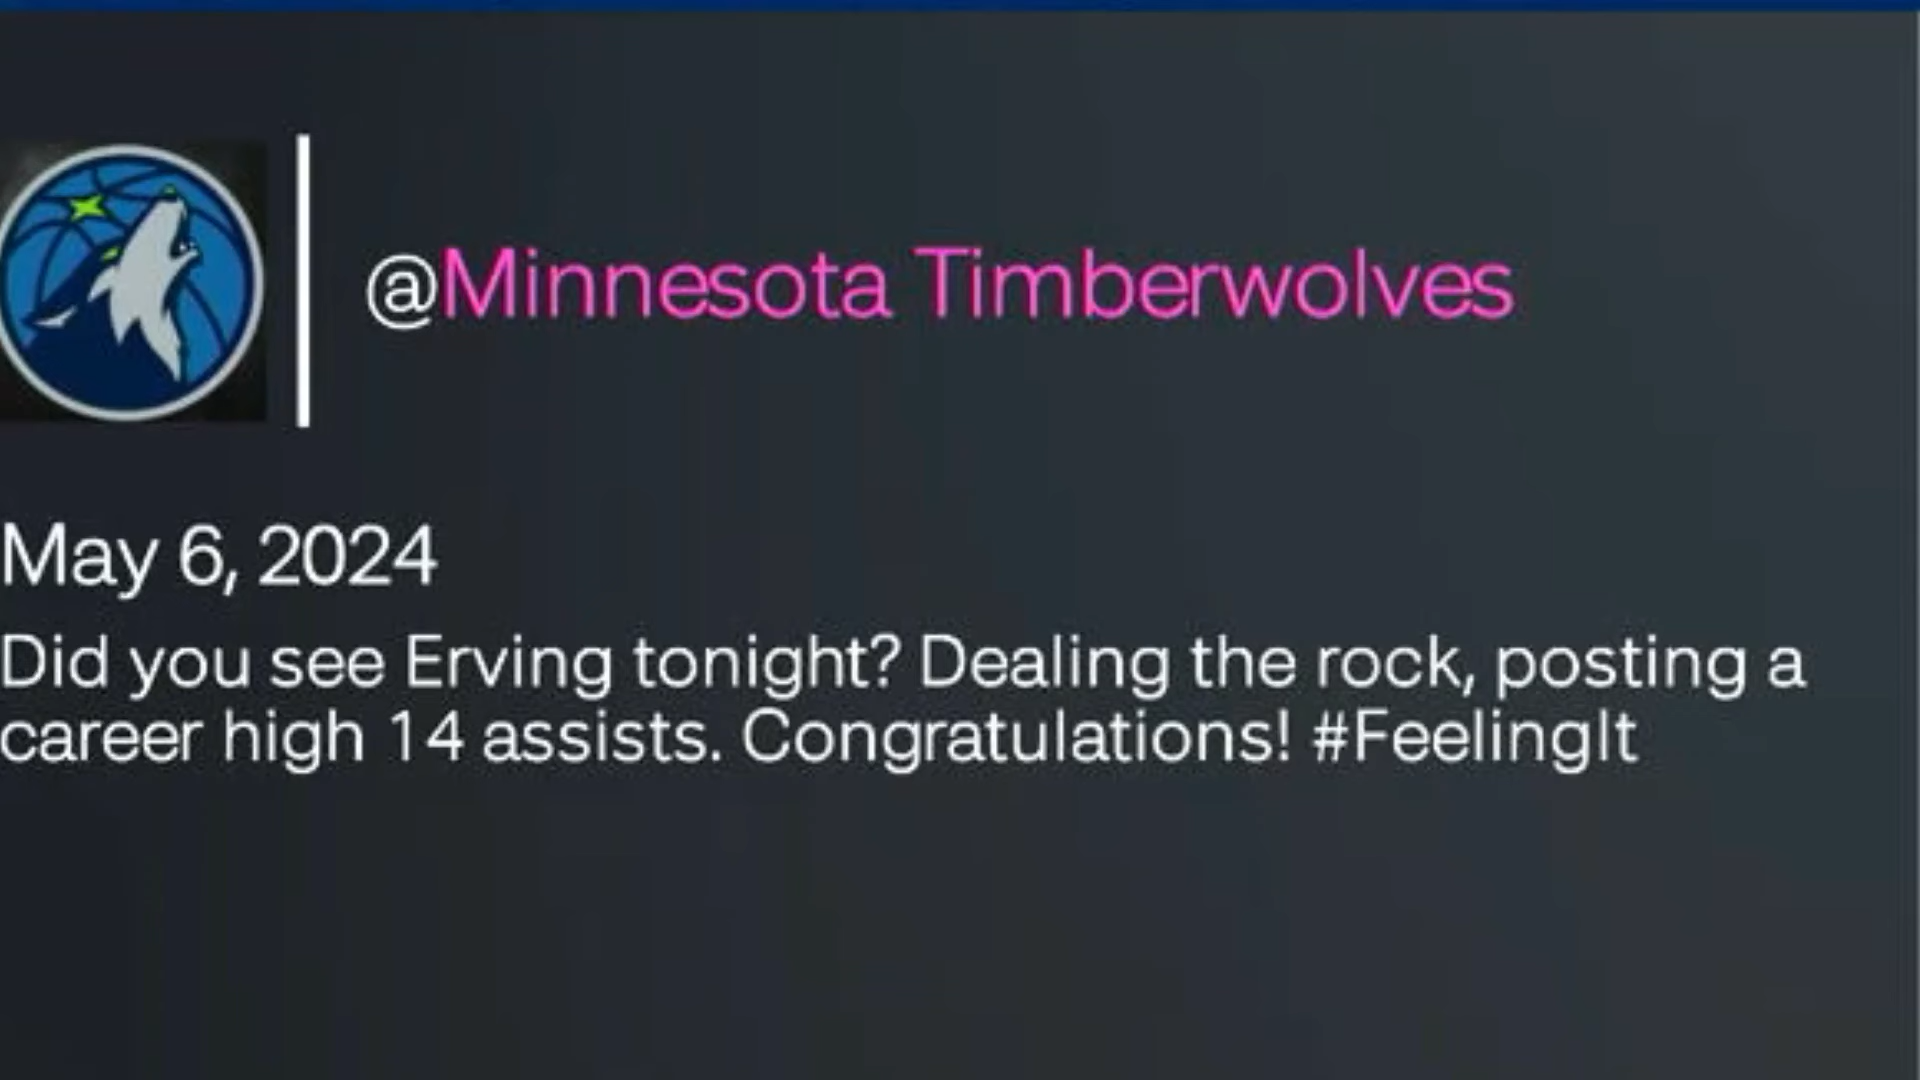 @Minnesota Timberwolves
May 6, 2024
Did you see Erving tonight? Dealing the rock, posting a
career high 14 assists. Congratulations! #FeelingIt